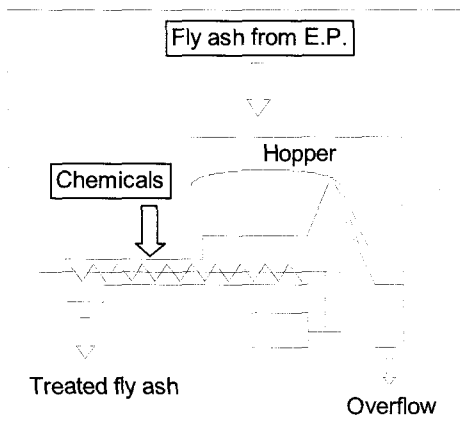 Fly ash from E.P.
Hopper
Chemicals
Treated fly ash
Overflow